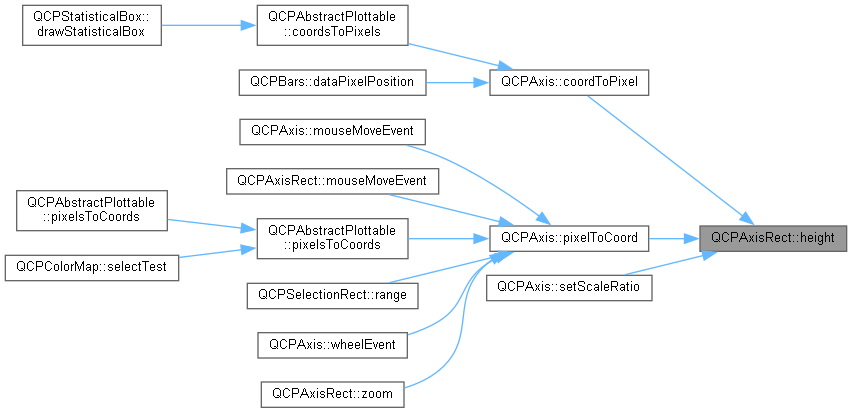 QCPStatisticalBox::
drawStatisticalBox
QCPAbstractPlottable
::coordsToPixels
QCPBars::dataPixelPosition
QCPAxis::coordToPixel
QCPAxis::mouseMoveEvent
QCPAxisRect::mouseMoveEvent
QCPAbstractPlottable
::pixelsToCoords
QCPColorMap::selectTest
QCPAbstractPlottable
::pixelsToCoords
QCPAxis::pixelToCoord
QCPAxisRect::height
QCPSelectionRect::range
QCPAxis::setScaleRatio
QCPAxis::wheelEvent
QCPAxisRect::zoom